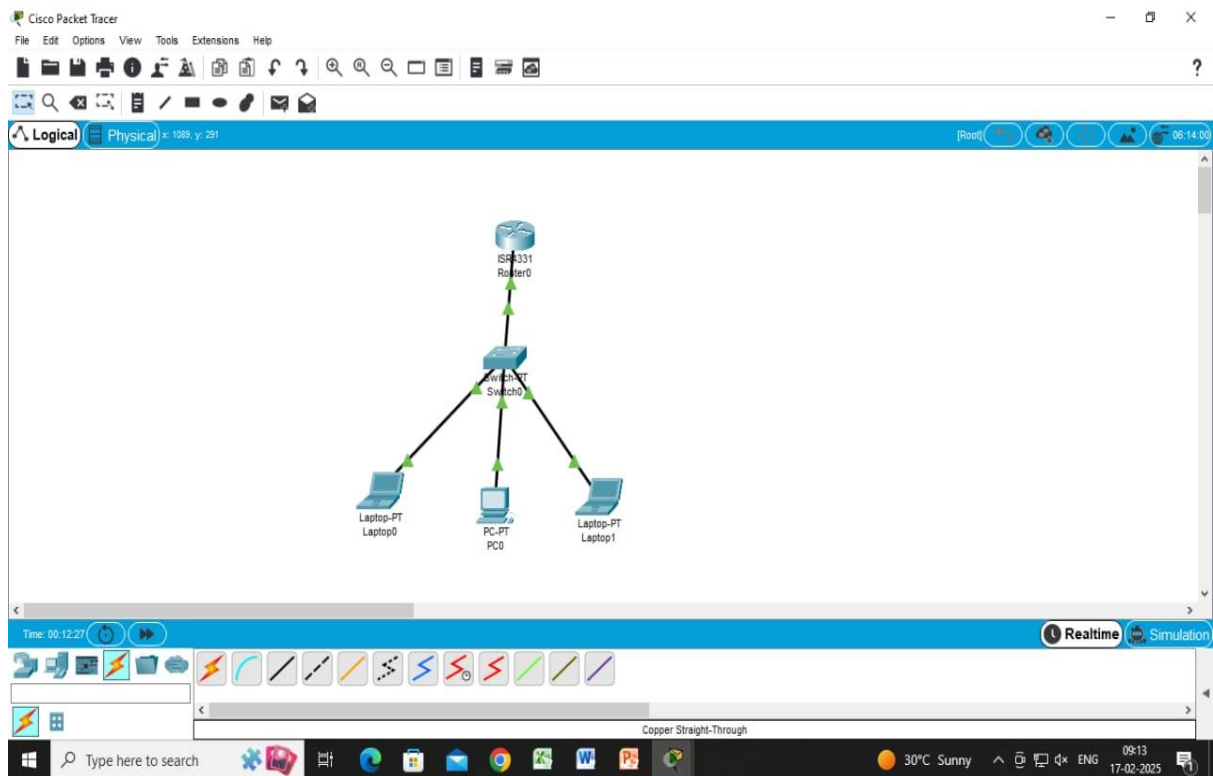 Cisco Packet Tracer
File Edit Options View Tools Extensions Help
?
Logical Physical x: 1089, y: 291 [Root] 06:14:00
ISR4331
Router0
Switch-PT
Switch0
Laptop-PT
Laptop0
PC-PT
PC0
Laptop-PT
Laptop1
Time: 00:12:27 Realtime Simulation
Copper Straight-Through
Type here to search 30°C Sunny ENG 09:13
17-02-2025